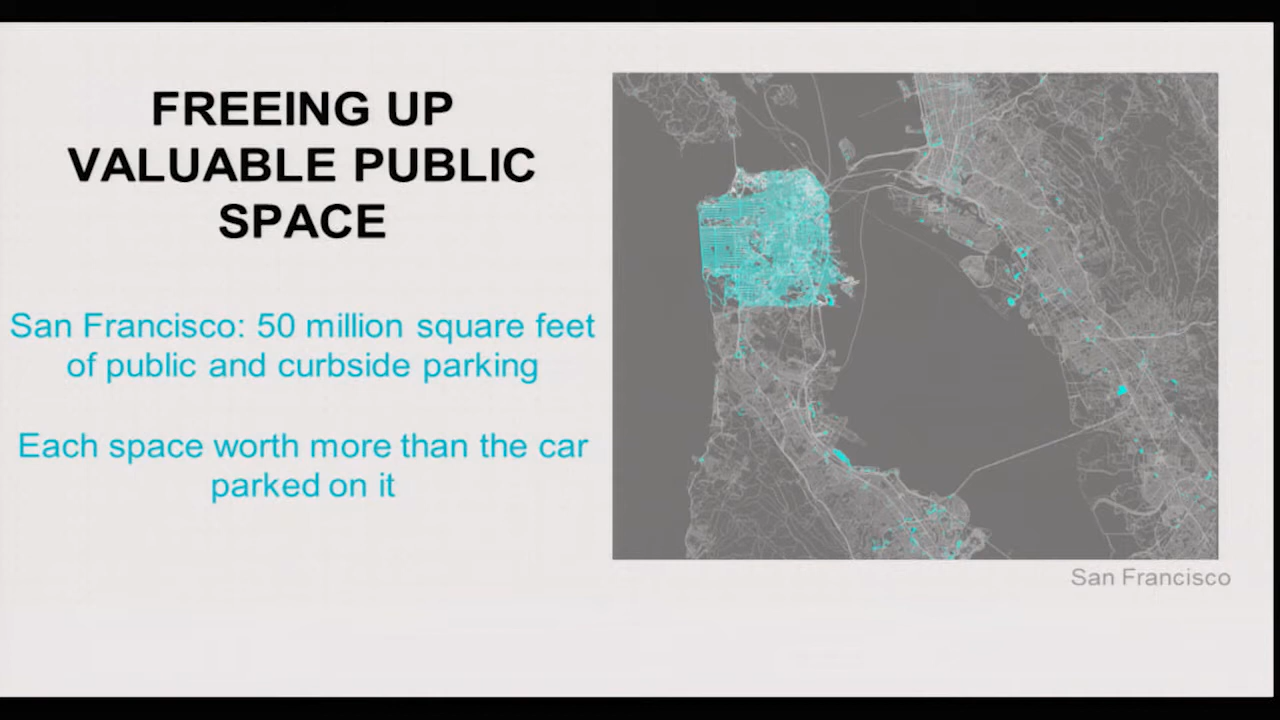 FREEING UP
VALUABLE PUBLIC
SPACE
San Francisco: 50 million square feet
of public and curbside parking
Each space worth more than the car
parked on it
San Francisco